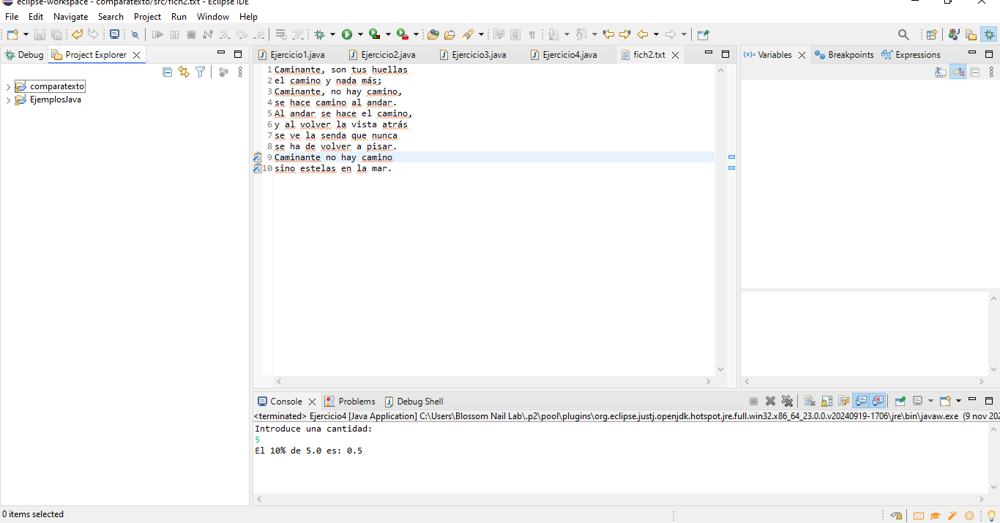 eclipse-workspace - comparatexto/src/fich2.txt - Eclipse IDE
File Edit Navigate Search Project Run Window Help
Debug Project Explorer
comparatexto
EjemplosJava
Ejercicio1.java Ejercicio2.java Ejercicio3.java Ejercicio4.java fich2.txt
1 Caminante, son tus huellas
2 el camino y nada más;
3 Caminante, no hay camino,
4 se hace camino al andar.
5 Al andar se hace el camino,
6 y al volver la vista atrás
7 se ve la senda que nunca
8 se ha de volver a pisar.
9 Caminante no hay camino
10 sino estelas en la mar.
(x)= Variables Breakpoints Expressions
Console Problems Debug Shell
<terminated> Ejercicio4 [Java Application] C:\Users\Blossom Nail Lab\.p2\pool\plugins\org.eclipse.justj.openjdk.hotspot.jre.full.win32.x86_64_23.0.0.v20240919-1706\jre\bin\javaw.exe (9 nov 202
Introduce una cantidad:
5
El 10% de 5.0 es: 0.5
0 items selected